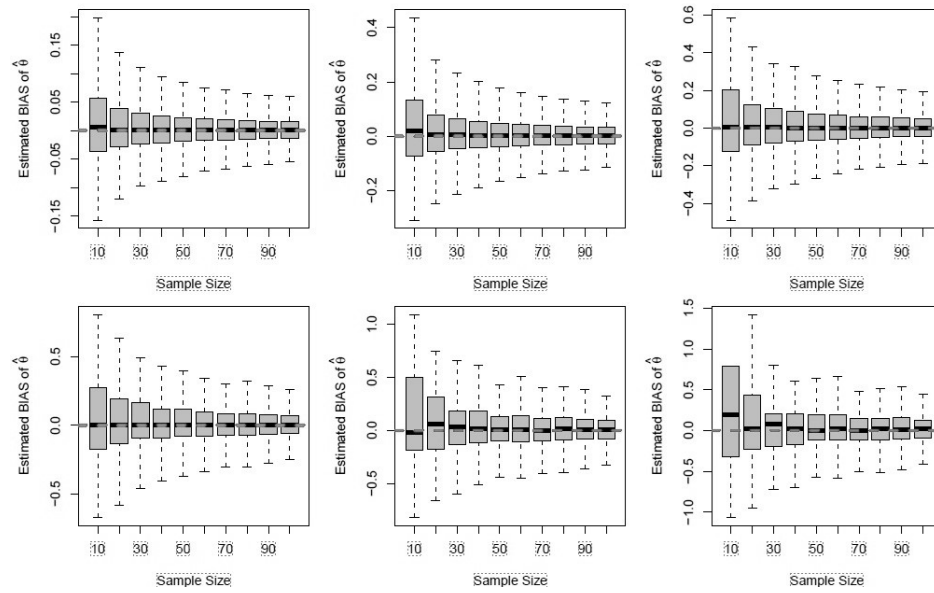 Estimated BIAS of θ̂
0.15
0.05
−0.05
−0.15
10 30 50 70 90
Sample Size
Estimated BIAS of θ̂
0.4
0.2
0.0
−0.2
10 30 50 70 90
Sample Size
Estimated BIAS of θ̂
0.6
0.4
0.2
0.0
−0.2
−0.4
10 30 50 70 90
Sample Size
Estimated BIAS of θ̂
0.5
0.0
−0.5
10 30 50 70 90
Sample Size
Estimated BIAS of θ̂
1.0
0.5
0.0
−0.5
10 30 50 70 90
Sample Size
Estimated BIAS of θ̂
1.5
1.0
0.5
0.0
−1.0
10 30 50 70 90
Sample Size